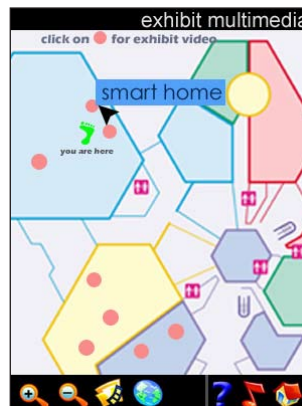 exhibit multimedia
click on for exhibit video
smart home
you are here
?